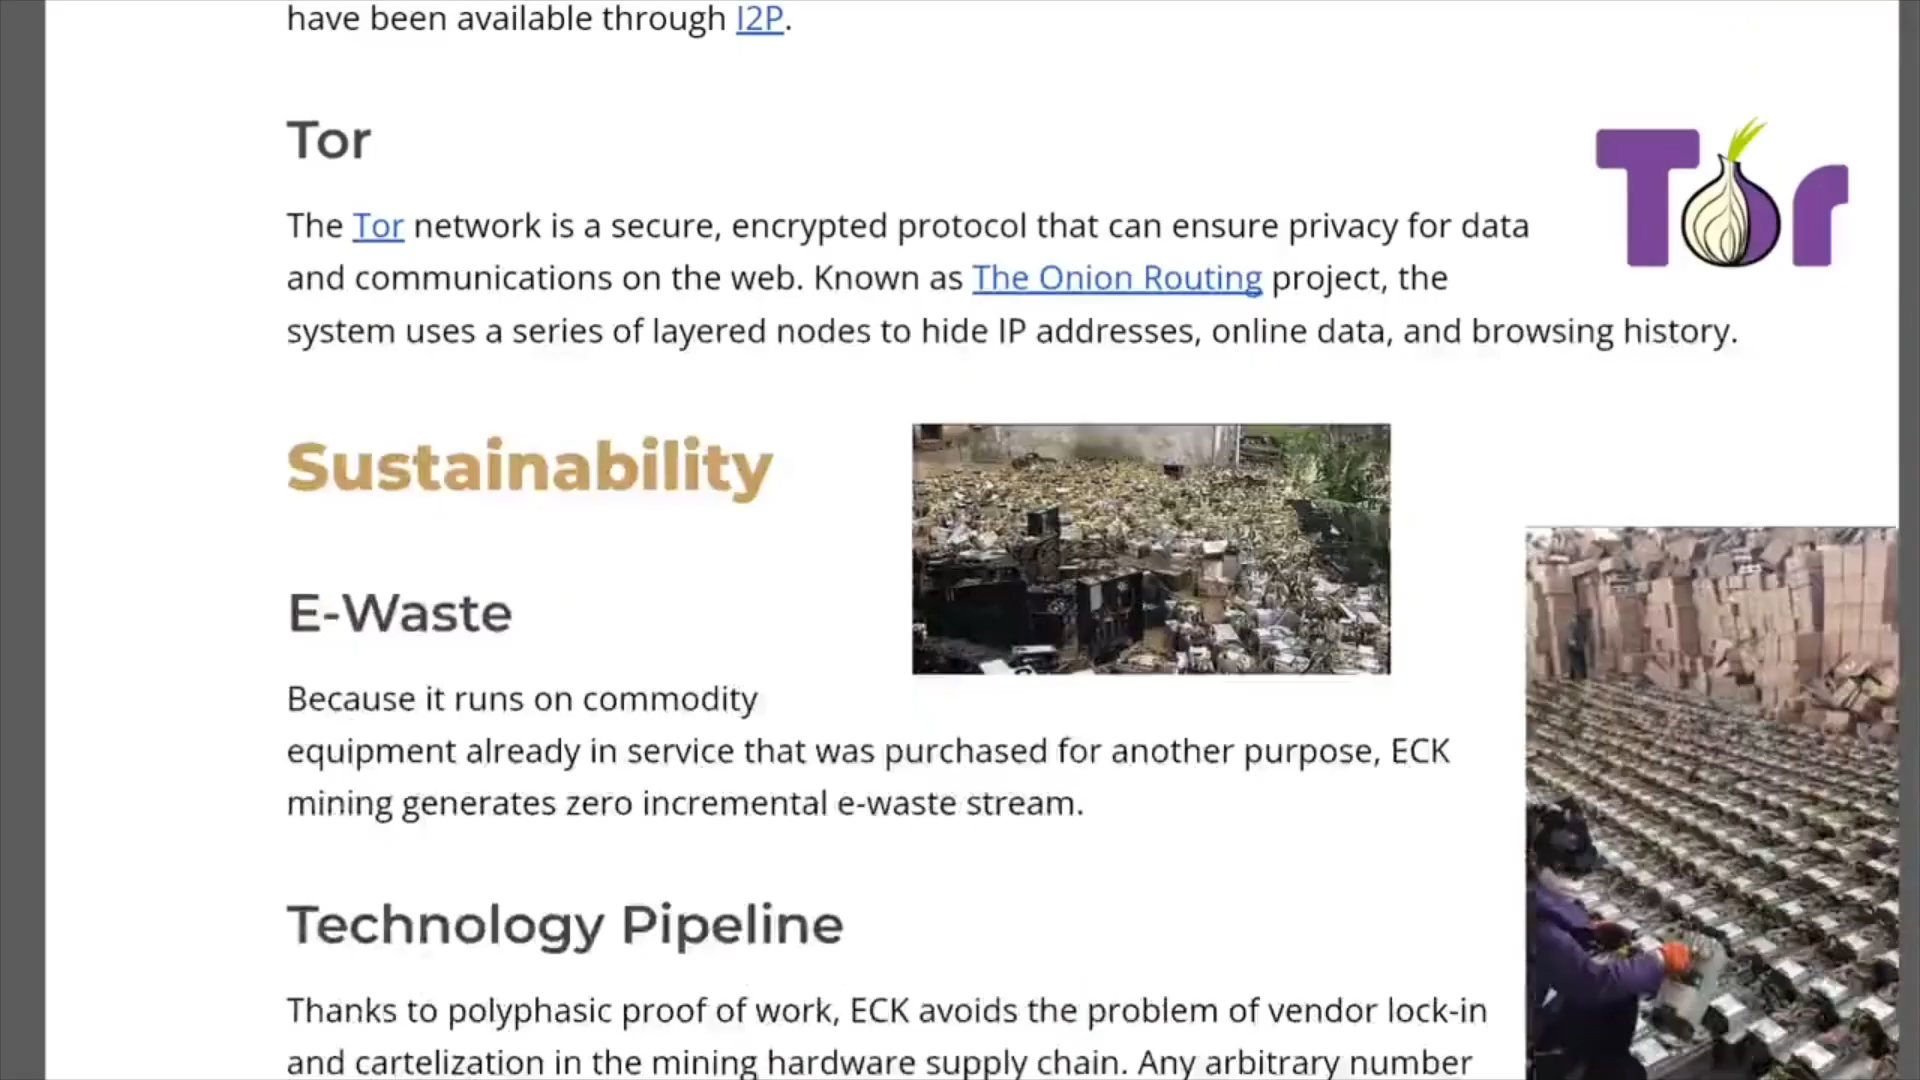 have been available through I2P.
Tor
Tor
The Tor network is a secure, encrypted protocol that can ensure privacy for data
and communications on the web. Known as The Onion Routing project, the
system uses a series of layered nodes to hide IP addresses, online data, and browsing history.
Sustainability
E-Waste
Because it runs on commodity
equipment already in service that was purchased for another purpose, ECK
mining generates zero incremental e-waste stream.
Technology Pipeline
Thanks to polyphasic proof of work, ECK avoids the problem of vendor lock-in
and cartelization in the mining hardware supply chain. Any arbitrary number